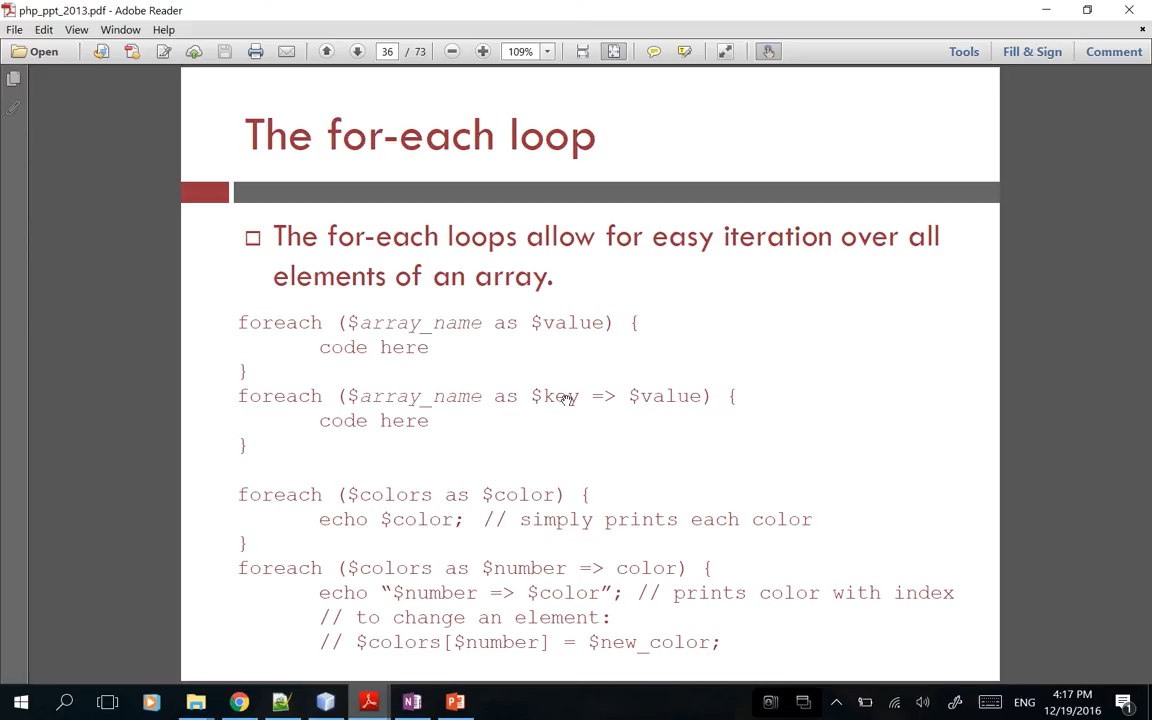 php_ppt_2013.pdf - Adobe Reader
File Edit View Window Help
Open 36 / 73 109% Tools Fill & Sign Comment
The for-each loop
The for-each loops allow for easy iteration over all
elements of an array.
foreach ($array_name as $value) {
code here
}
foreach ($array_name as $key => $value) {
code here
}
foreach ($colors as $color) {
echo $color; // simply prints each color
}
foreach ($colors as $number => color) {
echo “$number => $color”; // prints color with index
// to change an element:
// $colors[$number] = $new_color;
ENG
4:17 PM
12/19/2016
1